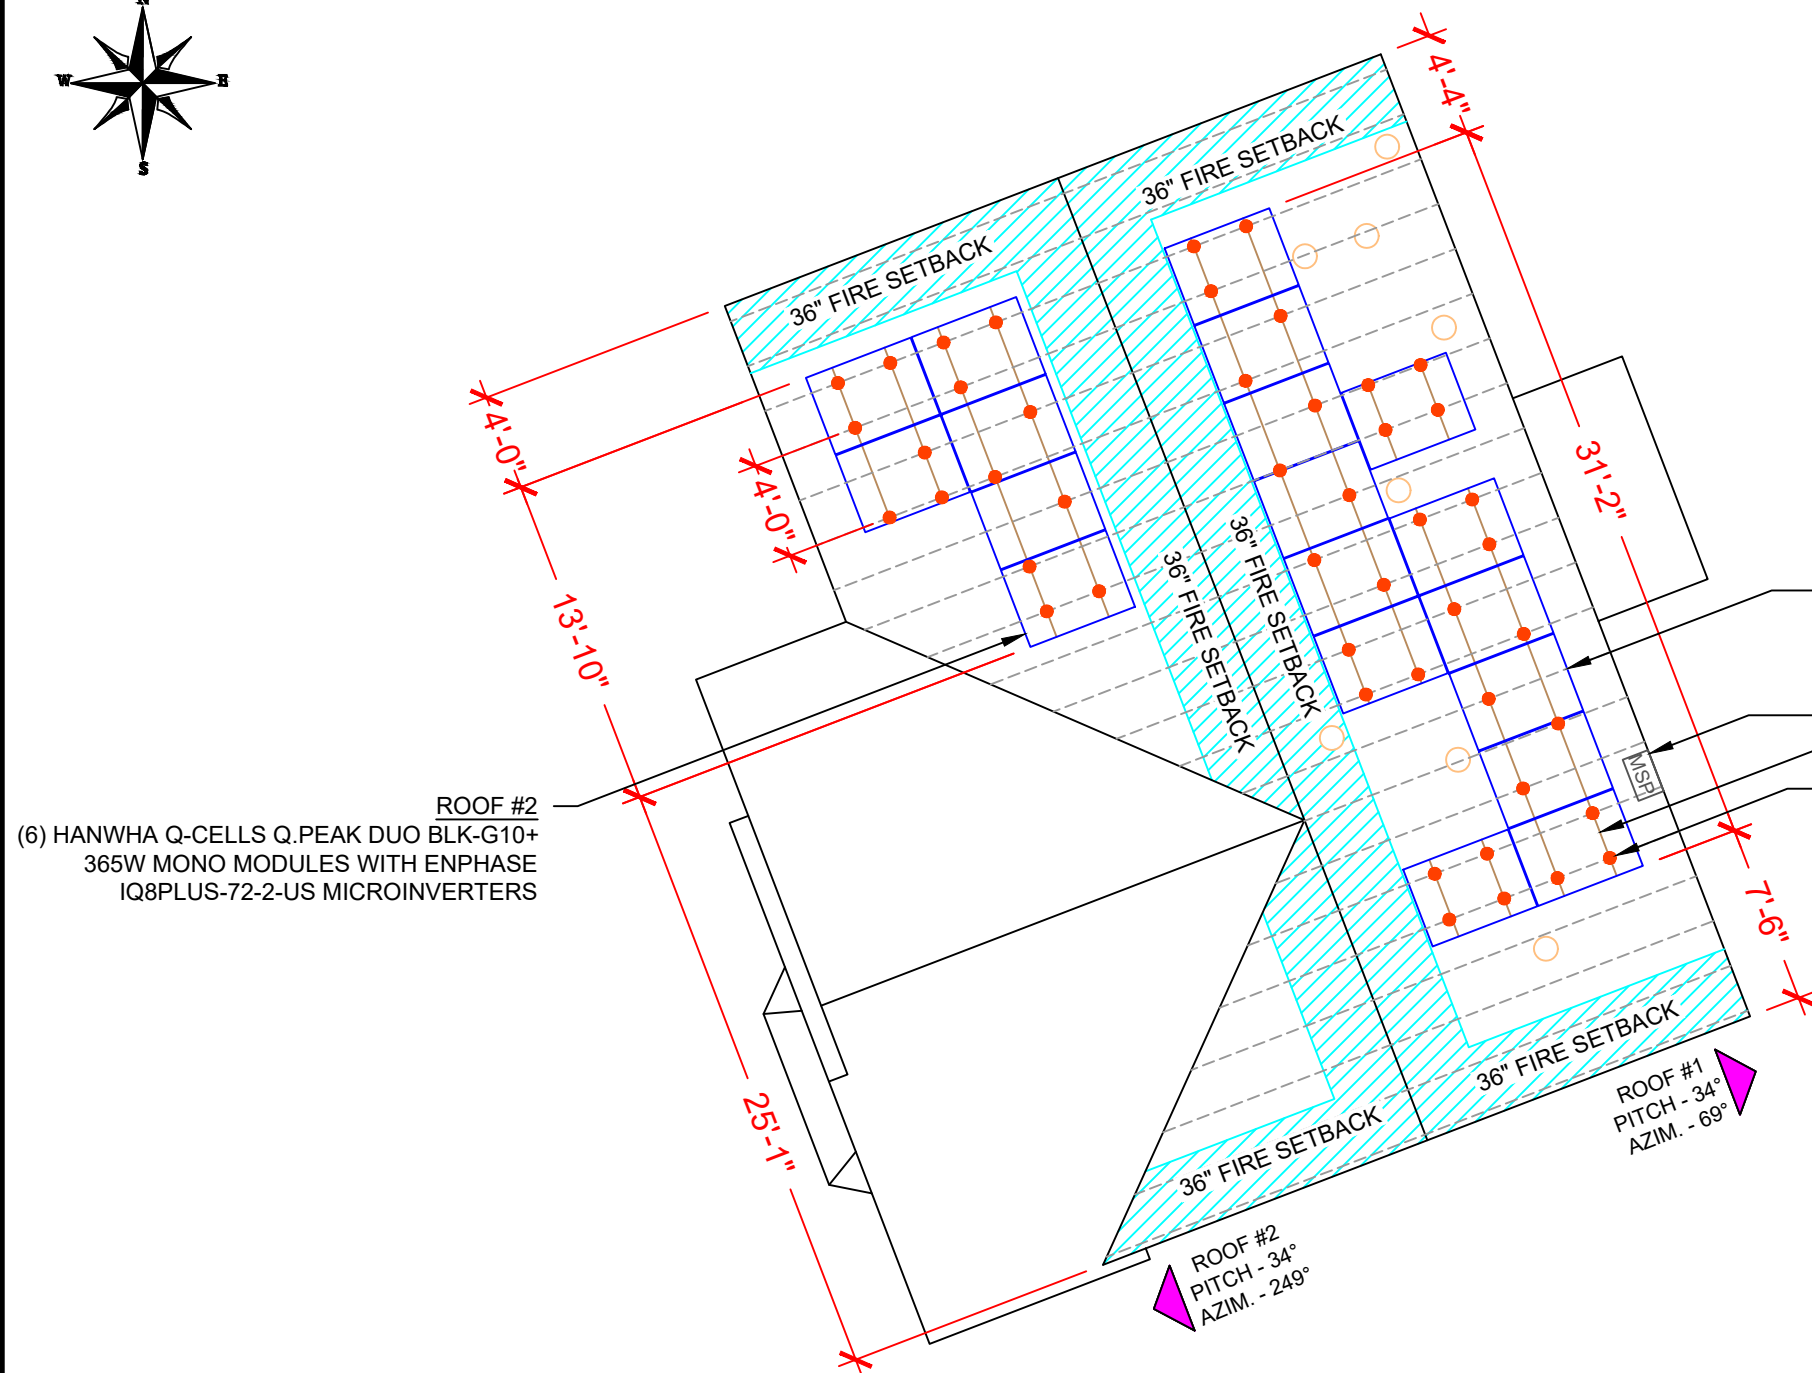 N
W
E
S
4'-4"
36" FIRE SETBACK
36" FIRE SETBACK
4'-0"
4'-0"
31'-2"
36" FIRE SETBACK
36" FIRE SETBACK
13'-10"
MSP
ROOF #2
(6) HANWHA Q-CELLS Q.PEAK DUO BLK-G10+
365W MONO MODULES WITH ENPHASE
IQ8PLUS-72-2-US MICROINVERTERS
7'-6"
36" FIRE SETBACK
ROOF #1
PITCH - 34°
AZIM. - 69°
25'-1"
36" FIRE SETBACK
ROOF #2
PITCH - 34°
AZIM. - 249°